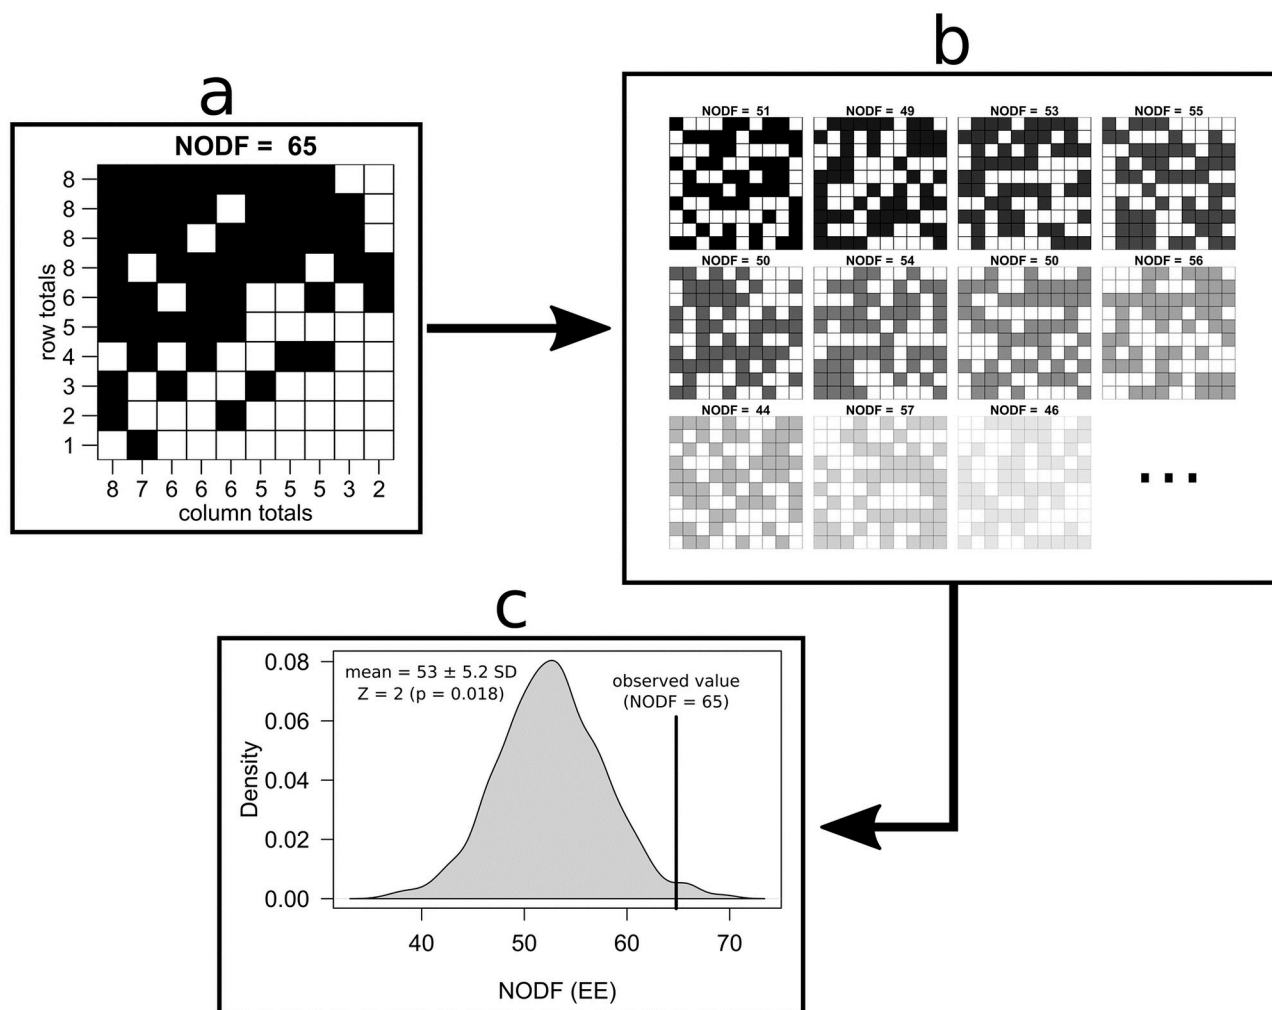 a
NODF = 65
8
8
8
8
6
5
4
3
2
1
row totals
8 7 6 6 6 5 5 5 3 2
column totals
b
NODF = 51 NODF = 49 NODF = 53 NODF = 55
NODF = 50 NODF = 54 NODF = 50 NODF = 56
NODF = 44 NODF = 57 NODF = 46
...
c
mean = 53 ± 5.2 SD
Z = 2 (p = 0.018)
observed value
(NODF = 65)
0.08
0.06
0.04
0.02
0.00
Density
40 50 60 70
NODF (EE)